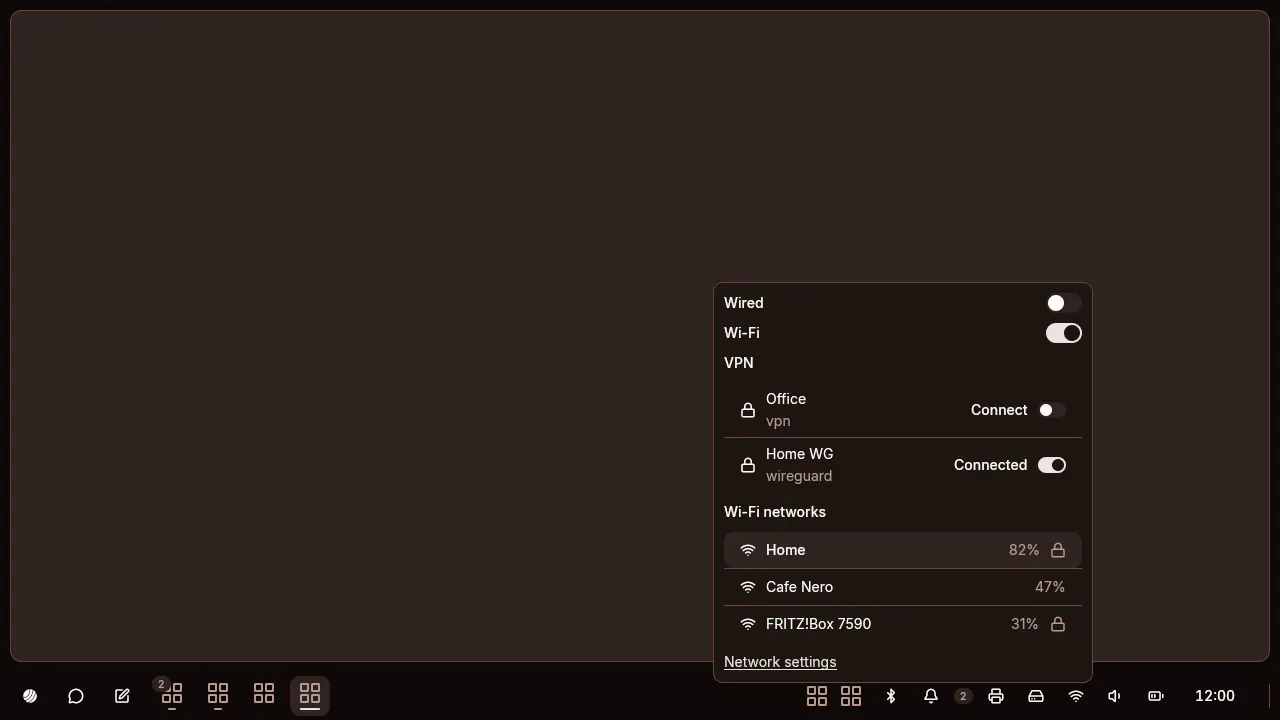 Wired
Wi-Fi
VPN
Office
vpn
Connect
Home WG
wireguard
Connected
Wi-Fi networks
Home 82%
Cafe Nero 47%
FRITZ!Box 7590 31%
Network settings
2
2
12:00